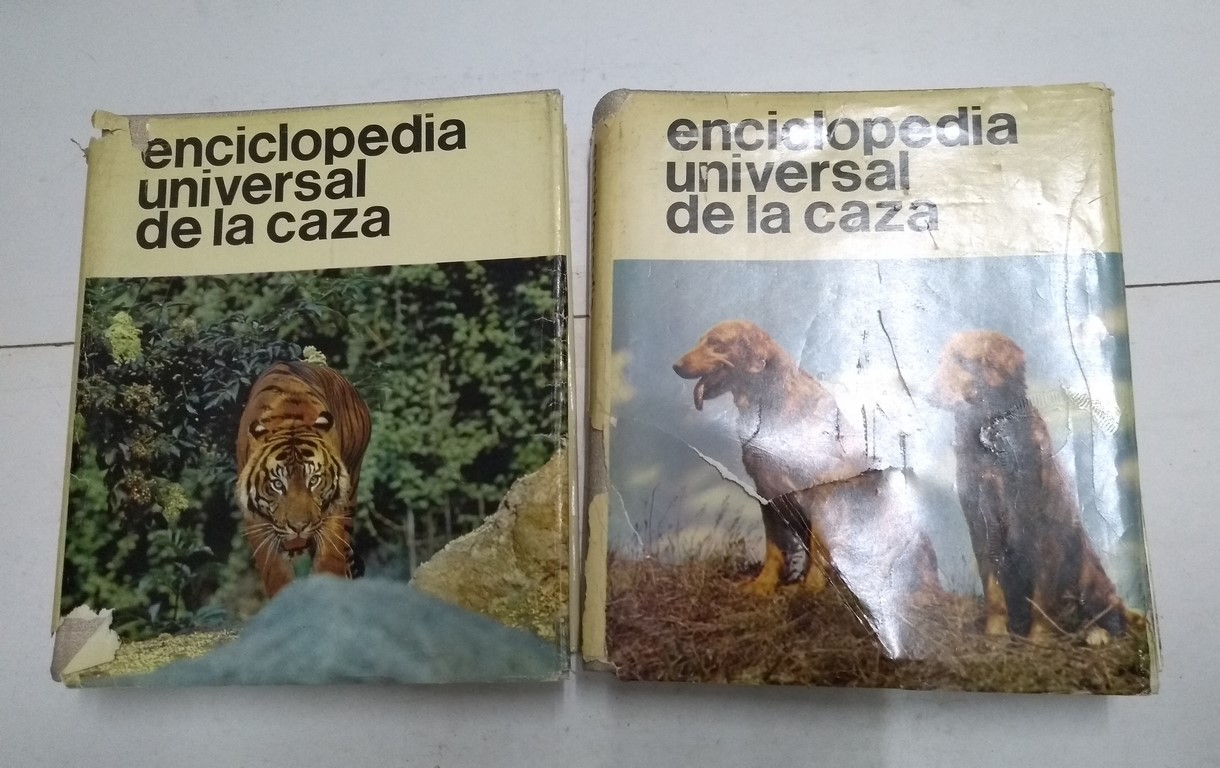 enciclopedia
universal
de la caza
enciclopedia
universal
de la caza